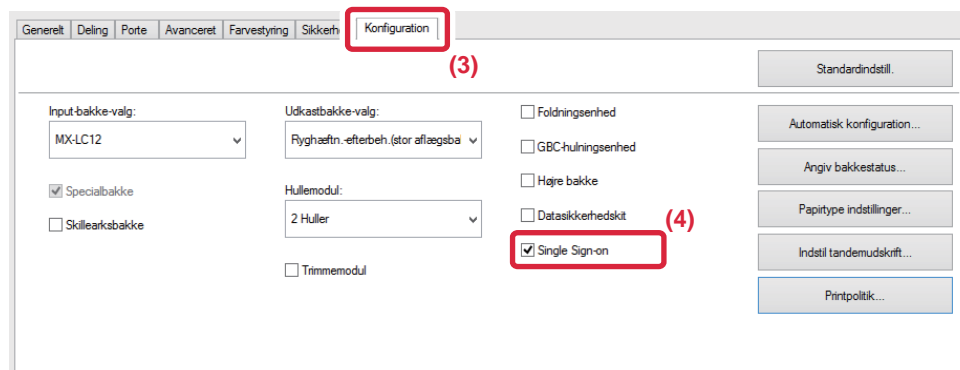 Generelt Deling Porte Avanceret Farvestyring Sikkerh Konfiguration
(3)
Standardindstill.
Input-bakke-valg:
MX-LC12
Specialbakke
Skillearksbakke
Udkastbakke-valg:
Ryghæftn.-efterbeh.(stor aflægsba
Hullemodul:
2 Huller
Trimmemodul
Foldningsenhed
GBC-hulningsenhed
Højre bakke
Datasikkerhedskit
(4)
Single Sign-on
Automatisk konfiguration...
Angiv bakkestatus...
Papirtype indstillinger...
Indstil tandemudskrift...
Printpolitik...